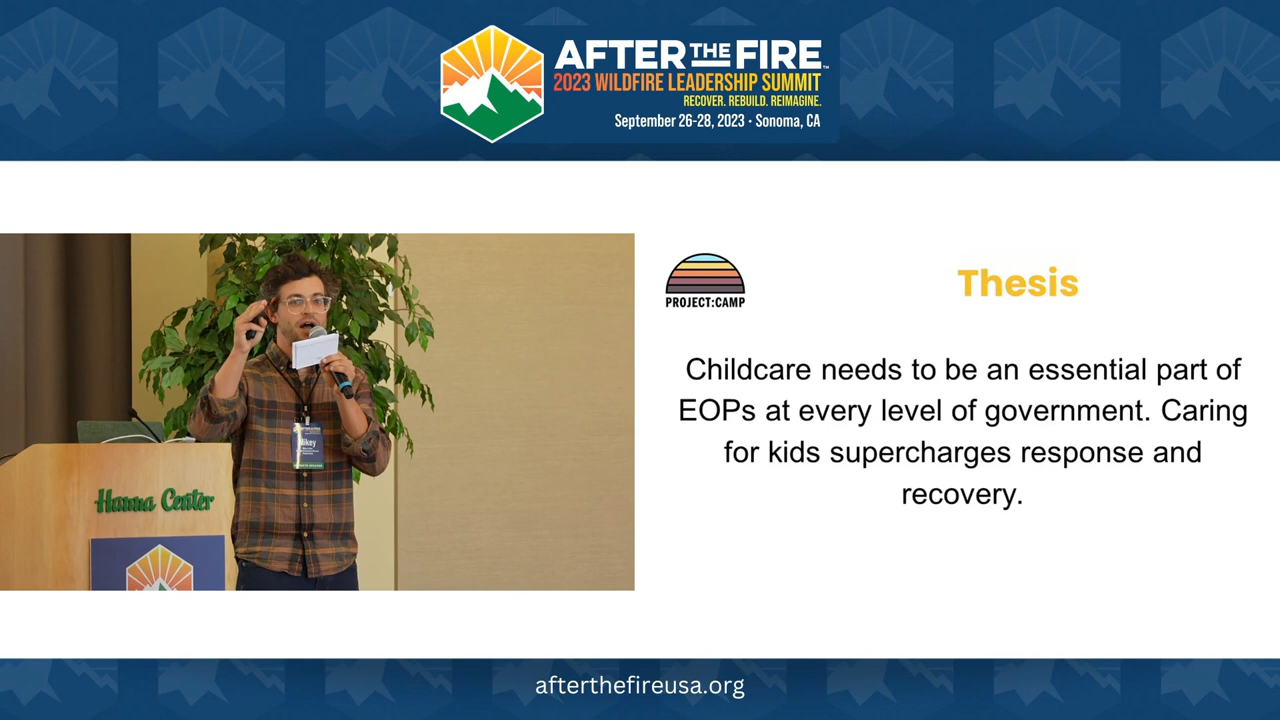 AFTER THE FIRE™
2023 WILDFIRE LEADERSHIP SUMMIT
RECOVER. REBUILD. REIMAGINE.
September 26-28, 2023 • Sonoma, CA
Mikey
Hanna Center
PROJECT:CAMP
Thesis
Childcare needs to be an essential part of
EOPs at every level of government. Caring
for kids supercharges response and
recovery.
afterthefireusa.org